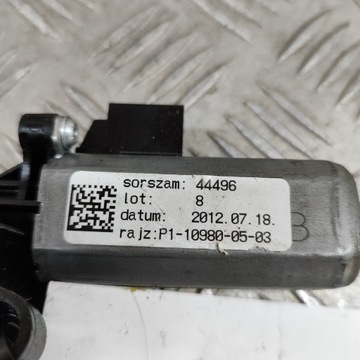 sorszam: 44496
lot: 8
datum: 2012.07.18.
rajz:P1-10980-05-03
B